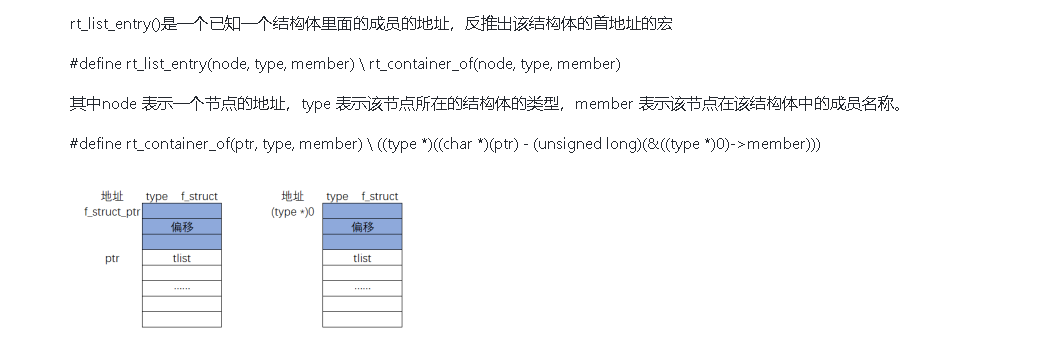 rt_list_entry()是一个已知一个结构体里面的成员的地址，反推出该结构体的首地址的宏
#define rt_list_entry(node, type, member) \ rt_container_of(node, type, member)
其中node 表示一个节点的地址，type 表示该节点所在的结构体的类型，member 表示该节点在该结构体中的成员名称。
#define rt_container_of(ptr, type, member) \ ((type *)((char *)(ptr) - (unsigned long)(&((type *)0)->member)))
地址 type f_struct 地址 type f_struct
f_struct_ptr (type *)0
偏移 偏移
ptr tlist tlist
...... ......